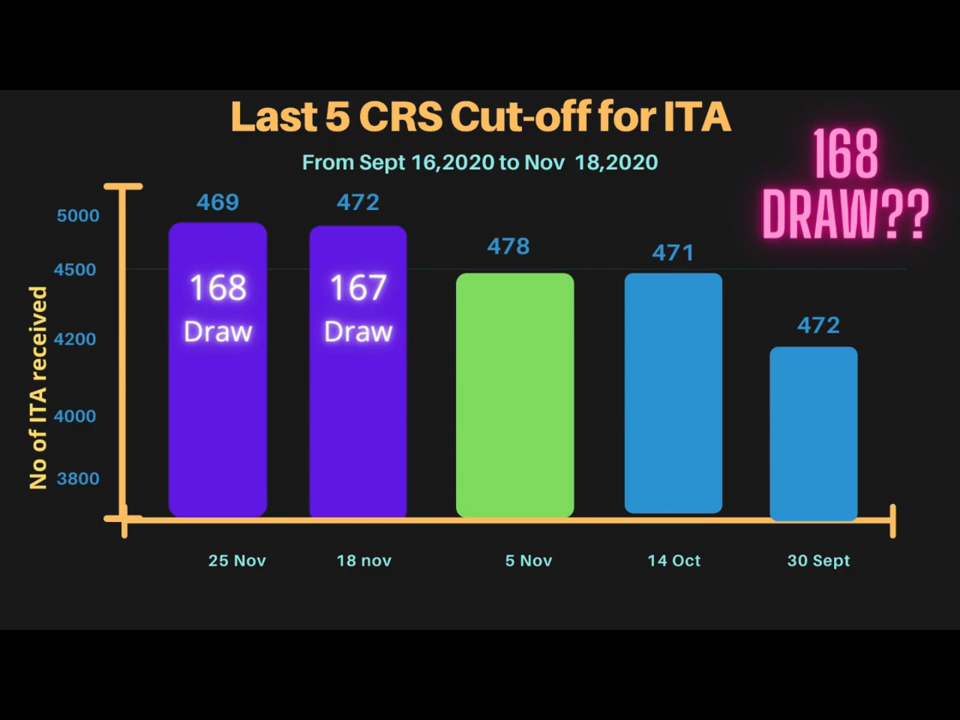 Last 5 CRS Cut-off for ITA
From Sept 16,2020 to Nov 18,2020
168
DRAW??
No of ITA received
5000
4500
4200
4000
3800
469
472
478
471
472
168
Draw
167
Draw
25 Nov
18 nov
5 Nov
14 Oct
30 Sept